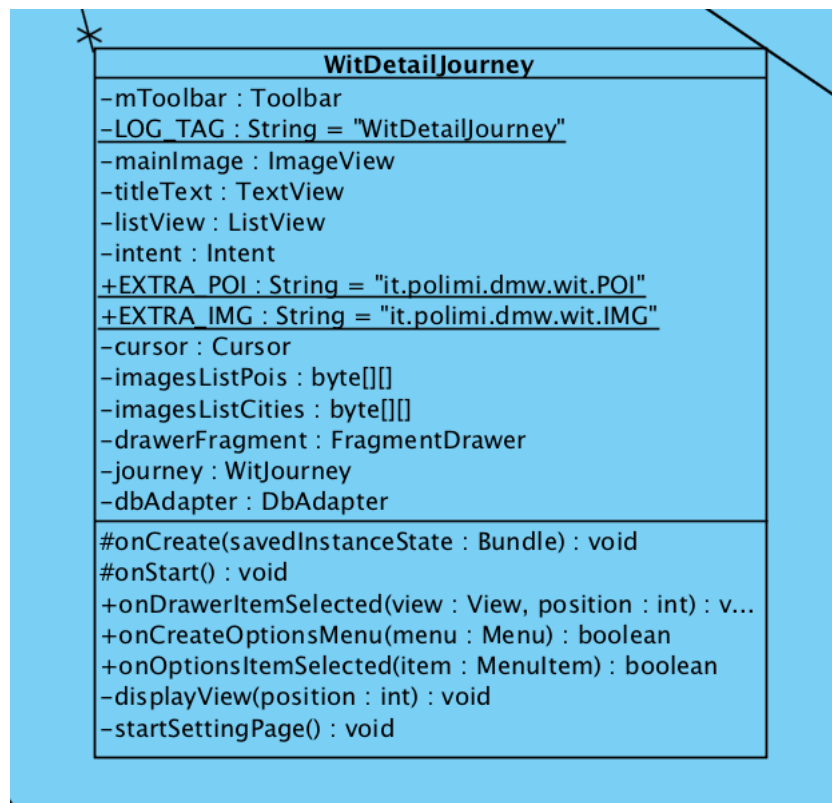 WitDetailJourney
-mToolbar : Toolbar
-LOG_TAG : String = "WitDetailJourney"
-mainImage : ImageView
-titleText : TextView
-listView : ListView
-intent : Intent
+EXTRA_POI : String = "it.polimi.dmw.wit.POI"
+EXTRA_IMG : String = "it.polimi.dmw.wit.IMG"
-cursor : Cursor
-imagesListPois : byte[][]
-imagesListCities : byte[][]
-drawerFragment : FragmentDrawer
-journey : WitJourney
-dbAdapter : DbAdapter
#onCreate(savedInstanceState : Bundle) : void
#onStart() : void
+onDrawerItemSelected(view : View, position : int) : v...
+onCreateOptionsMenu(menu : Menu) : boolean
+onOptionsItemSelected(item : MenuItem) : boolean
-displayView(position : int) : void
-startSettingPage() : void